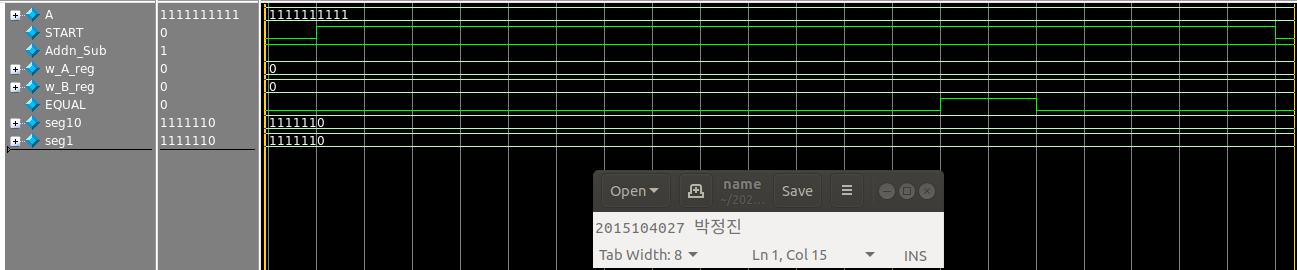 A 1111111111 1111111111
START 0
Addn_Sub 1
w_A_reg 0 0
w_B_reg 0 0
EQUAL 0
seg10 1111110 1111110
seg1 1111110 1111110
Open name Save
~/202...
2015104027 박정진
Tab Width: 8 Ln 1, Col 15 INS